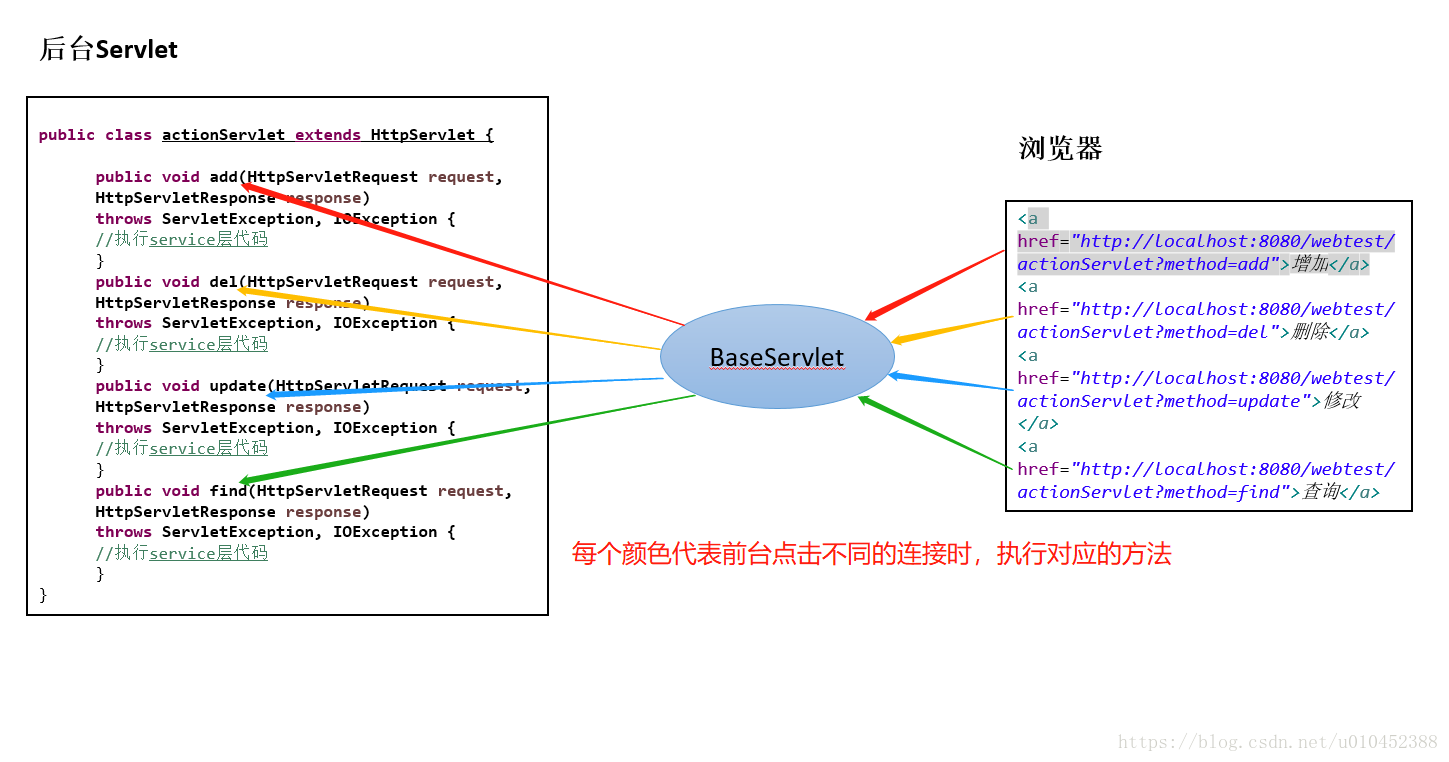 后台Servlet
public class actionServlet extends HttpServlet {
public void add(HttpServletRequest request,
HttpServletResponse response)
throws ServletException, IOException {
//执行service层代码
}
public void del(HttpServletRequest request,
HttpServletResponse response)
throws ServletException, IOException {
//执行service层代码
}
public void update(HttpServletRequest request,
HttpServletResponse response)
throws ServletException, IOException {
//执行service层代码
}
public void find(HttpServletRequest request,
HttpServletResponse response)
throws ServletException, IOException {
//执行service层代码
}
}
BaseServlet
浏览器
<a
href="http://localhost:8080/webtest/
actionServlet?method=add">增加</a>
<a
href="http://localhost:8080/webtest/
actionServlet?method=del">删除</a>
<a
href="http://localhost:8080/webtest/
actionServlet?method=update">修改
</a>
<a
href="http://localhost:8080/webtest/
actionServlet?method=find">查询</a>
每个颜色代表前台点击不同的连接时，执行对应的方法
https://blog.csdn.net/u010452388